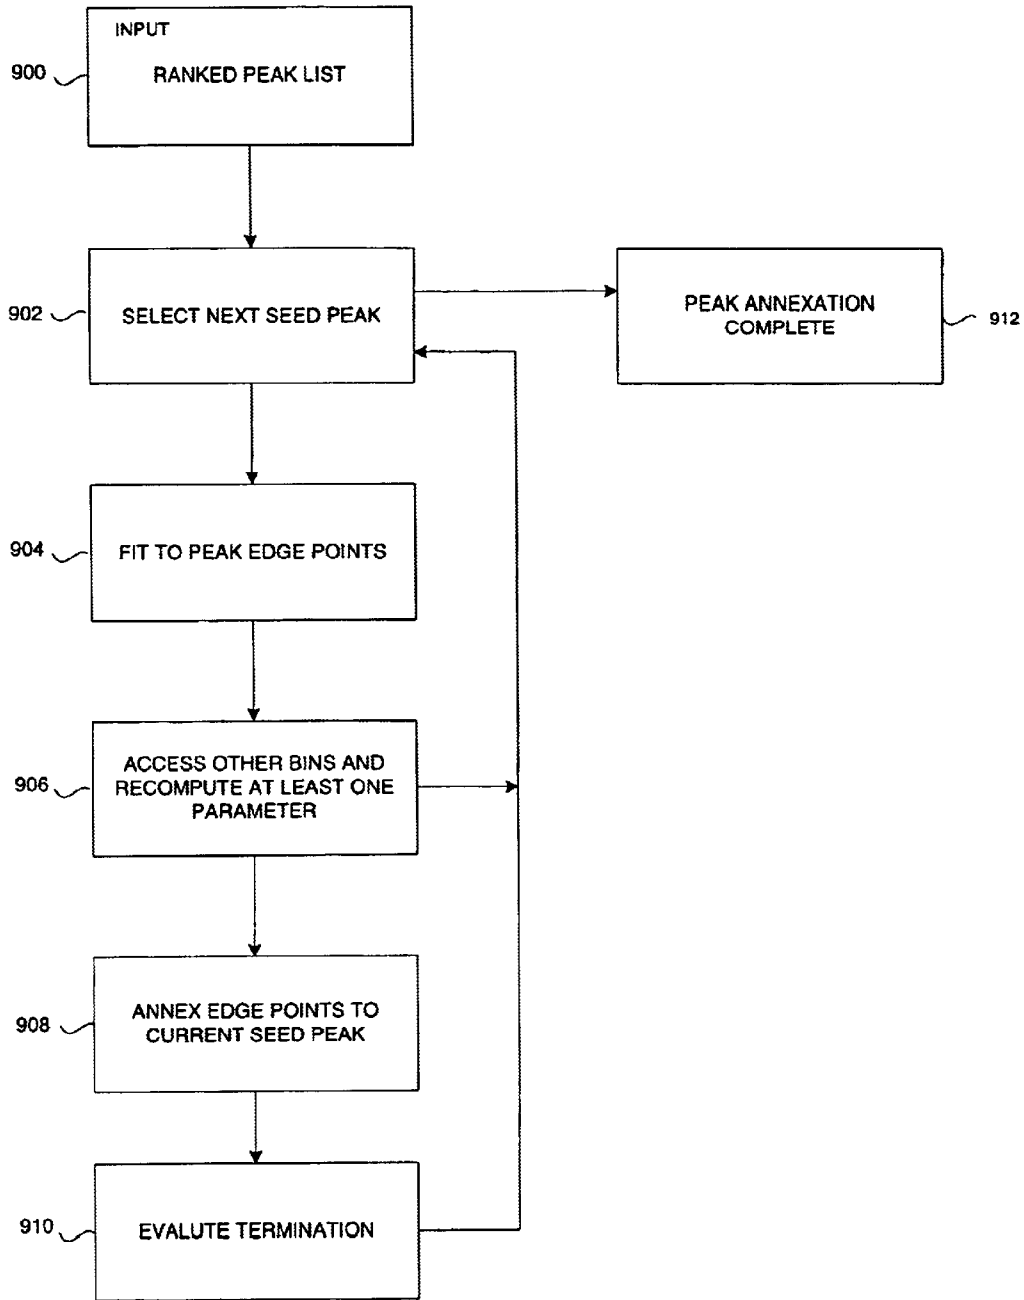 INPUT
900
RANKED PEAK LIST
902
SELECT NEXT SEED PEAK
PEAK ANNEXATION
COMPLETE
912
904
FIT TO PEAK EDGE POINTS
906
ACCESS OTHER BINS AND
RECOMPUTE AT LEAST ONE
PARAMETER
908
ANNEX EDGE POINTS TO
CURRENT SEED PEAK
910
EVALUTE TERMINATION